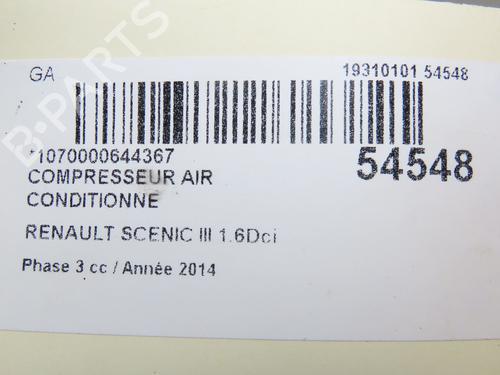 GA
19310101 54548
*1070000644367
54548
COMPRESSEUR AIR
CONDITIONNE
RENAULT SCENIC III 1.6Dci
Phase 3 cc / Année 2014
B-PARTS